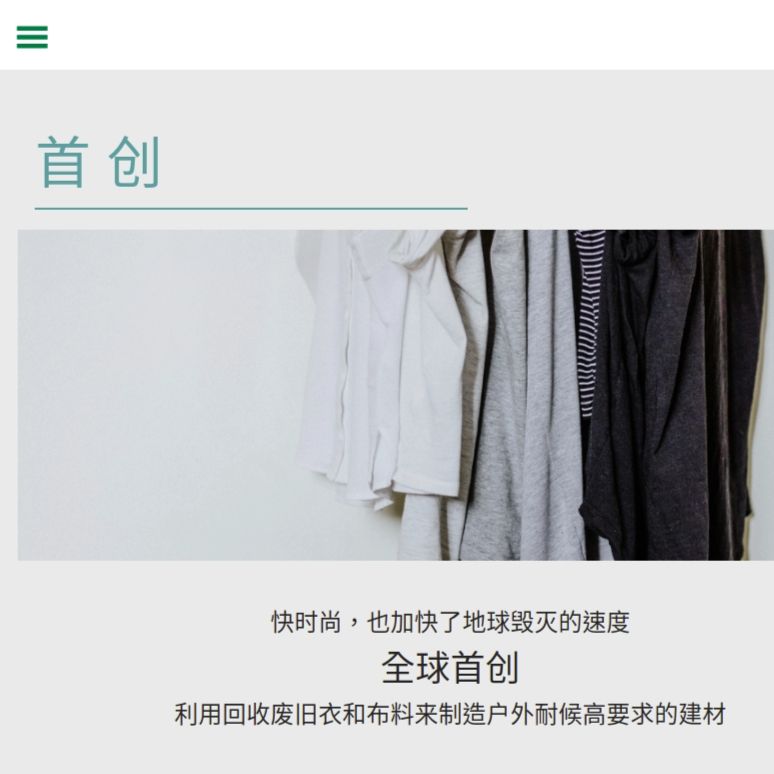 首创
快时尚，也加快了地球毁灭的速度
全球首创
利用回收废旧衣和布料来制造户外耐候高要求的建材